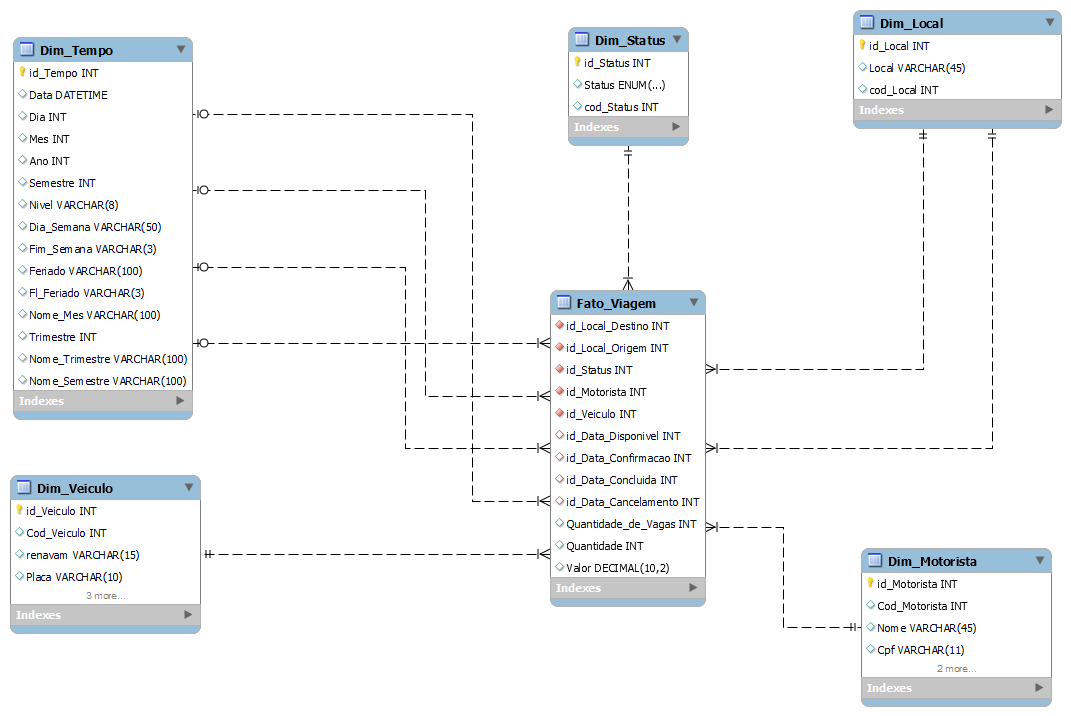 Dim_Tempo
id_Tempo INT
Data DATETIME
Dia INT
Mes INT
Ano INT
Semestre INT
Nivel VARCHAR(8)
Dia_Semana VARCHAR(50)
Fim_Semana VARCHAR(3)
Feriado VARCHAR(100)
Fl_Feriado VARCHAR(3)
Nome_Mes VARCHAR(100)
Trimestre INT
Nome_Trimestre VARCHAR(100)
Nome_Semestre VARCHAR(100)
Indexes
Dim_Status
id_Status INT
Status ENUM(...)
cod_Status INT
Indexes
Dim_Local
id_Local INT
Local VARCHAR(45)
cod_Local INT
Indexes
Fato_Viagem
id_Local_Destino INT
id_Local_Origem INT
id_Status INT
id_Motorista INT
id_Veiculo INT
id_Data_Disponivel INT
id_Data_Confirmacao INT
id_Data_Concluida INT
id_Data_Cancelamento INT
Quantidade_de_Vagas INT
Quantidade INT
Valor DECIMAL(10,2)
Indexes
Dim_Veiculo
id_Veiculo INT
Cod_Veiculo INT
renavam VARCHAR(15)
Placa VARCHAR(10)
3 more...
Indexes
Dim_Motorista
id_Motorista INT
Cod_Motorista INT
Nome VARCHAR(45)
Cpf VARCHAR(11)
2 more...
Indexes